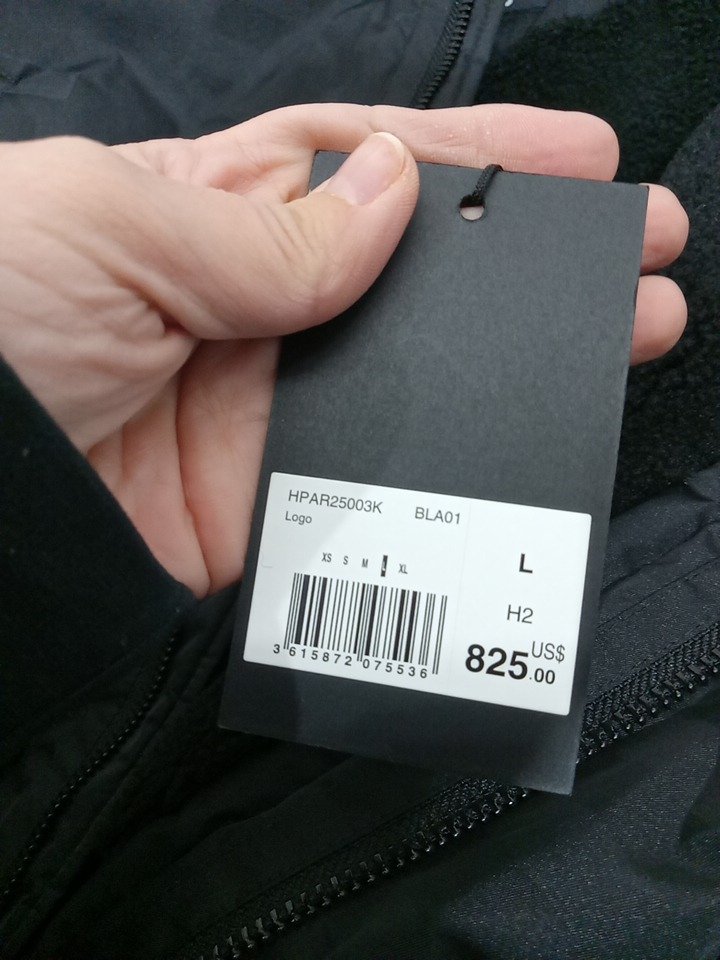 HPAR25003K BLA01
Logo
XS S M L XL
3 615872 075536
L
H2
825.00 US$